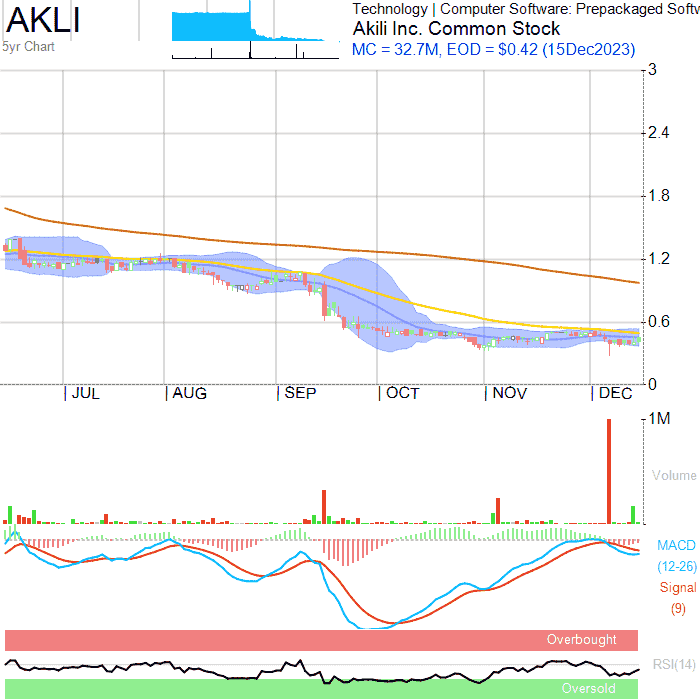 AKLI
5yr Chart
Technology | Computer Software: Prepackaged Softw
Akili Inc. Common Stock
MC = 32.7M, EOD = $0.42 (15Dec2023)
3
2.4
1.8
1.2
0.6
0
JUL
AUG
SEP
OCT
NOV
DEC
1M
Volume
MACD
(12-26)
Signal
(9)
Overbought
RSI(14)
Oversold